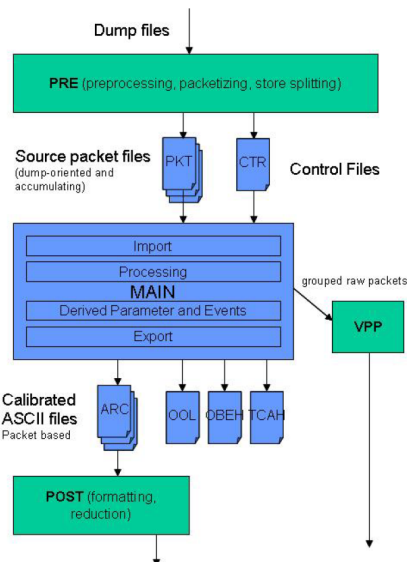 Dump files
PRE (preprocessing, packetizing, store splitting)
Source packet files
(dump-oriented and
accumulating)
PKT
CTR
Control Files
Import
Processing
MAIN
Derived Parameter and Events
Export
grouped raw packets
VPP
Calibrated
ASCII files
Packet based
ARC
OOL
OBEH
TCAH
POST (formatting,
reduction)